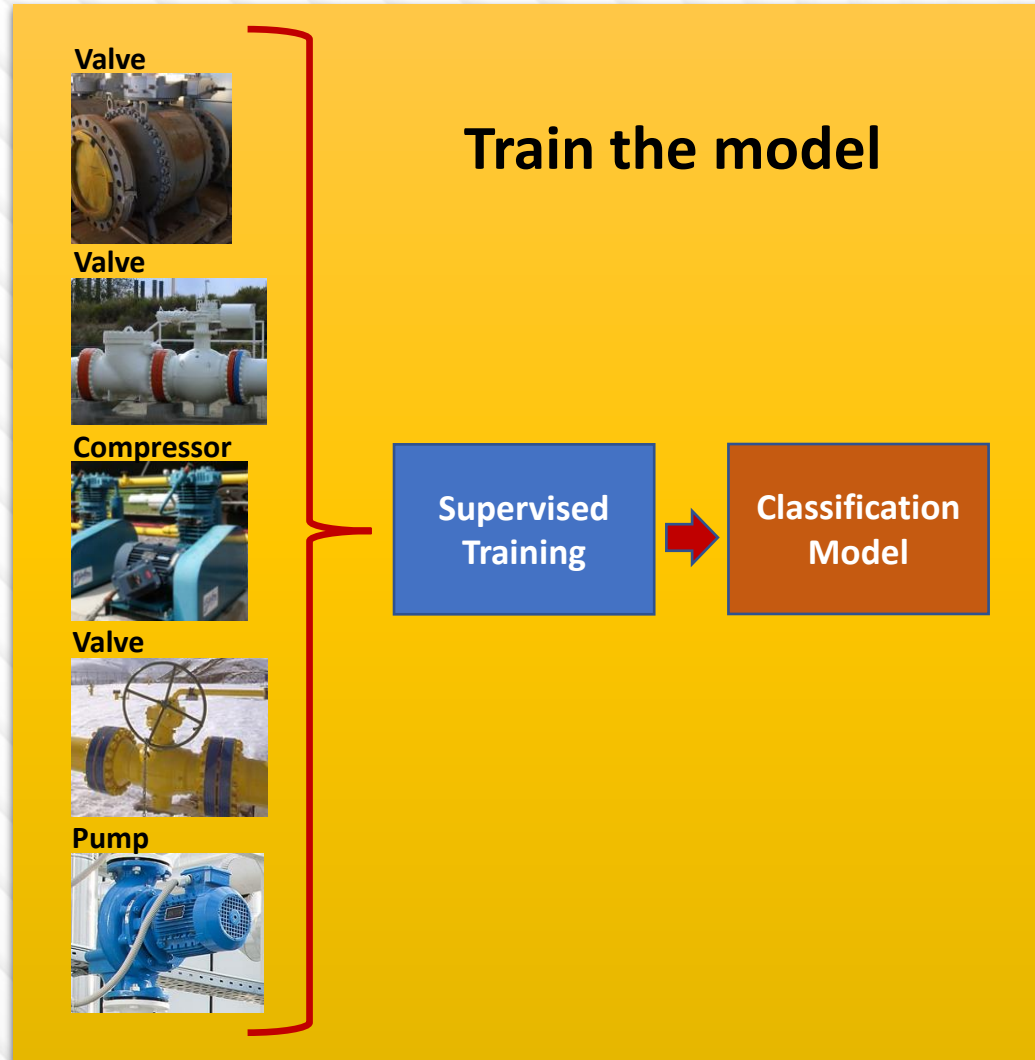 Valve
Train the model
Valve
Compressor
Supervised
Training
Classification
Model
Valve
Pump